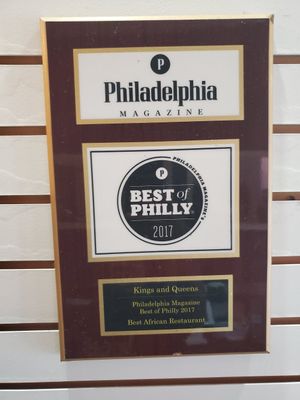 P
Philadelphia
MAGAZINE
PHILADELPHIA MAGAZINE'S
P
BEST of
PHILLY®
2017
Kings and Queens
Philadelphia Magazine
Best of Philly 2017
Best African Restaurant